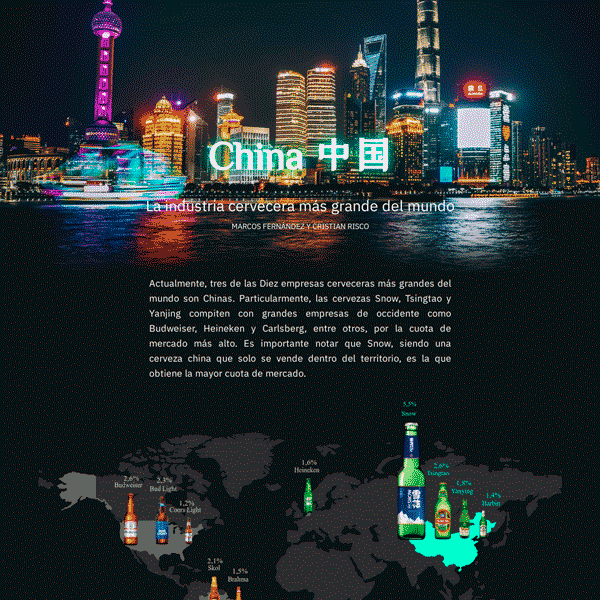 China 中国
La industria cervecera más grande del mundo
MARCOS FERNÁNDEZ Y CRISTIAN RISCO
Actualmente, tres de las Diez empresas cerveceras más grandes del
mundo son Chinas. Particularmente, las cervezas Snow, Tsingtao y
Yanjing compiten con grandes empresas de occidente como
Budweiser, Heineken y Carlsberg, entre otros, por la cuota de
mercado más alto. Es importante notar que Snow, siendo una
cerveza china que solo se vende dentro del territorio, es la que
obtiene la mayor cuota de mercado.
5,5%
Snow
1,6%
Heineken
2,6%
Tsingtao
2,6%
Budweiser
2,3%
Bud Light
1,8%
Yanying
1,4%
Harbin
1,2%
Coors Light
2,1%
Skol
1,5%
Brahma